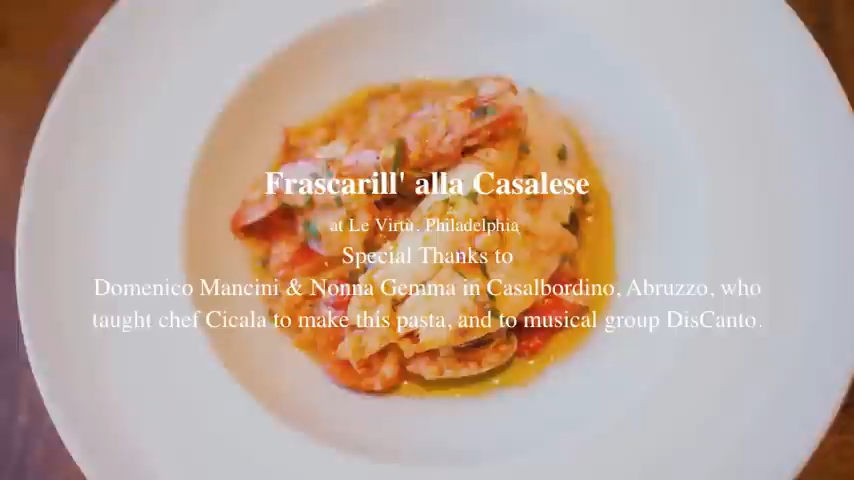 Frascarill' alla Casalese
at Le Virtù, Philadelphia
Special Thanks to
Domenico Mancini & Nonna Gemma in Casalbordino, Abruzzo, who
taught chef Cicala to make this pasta, and to musical group DisCanto.